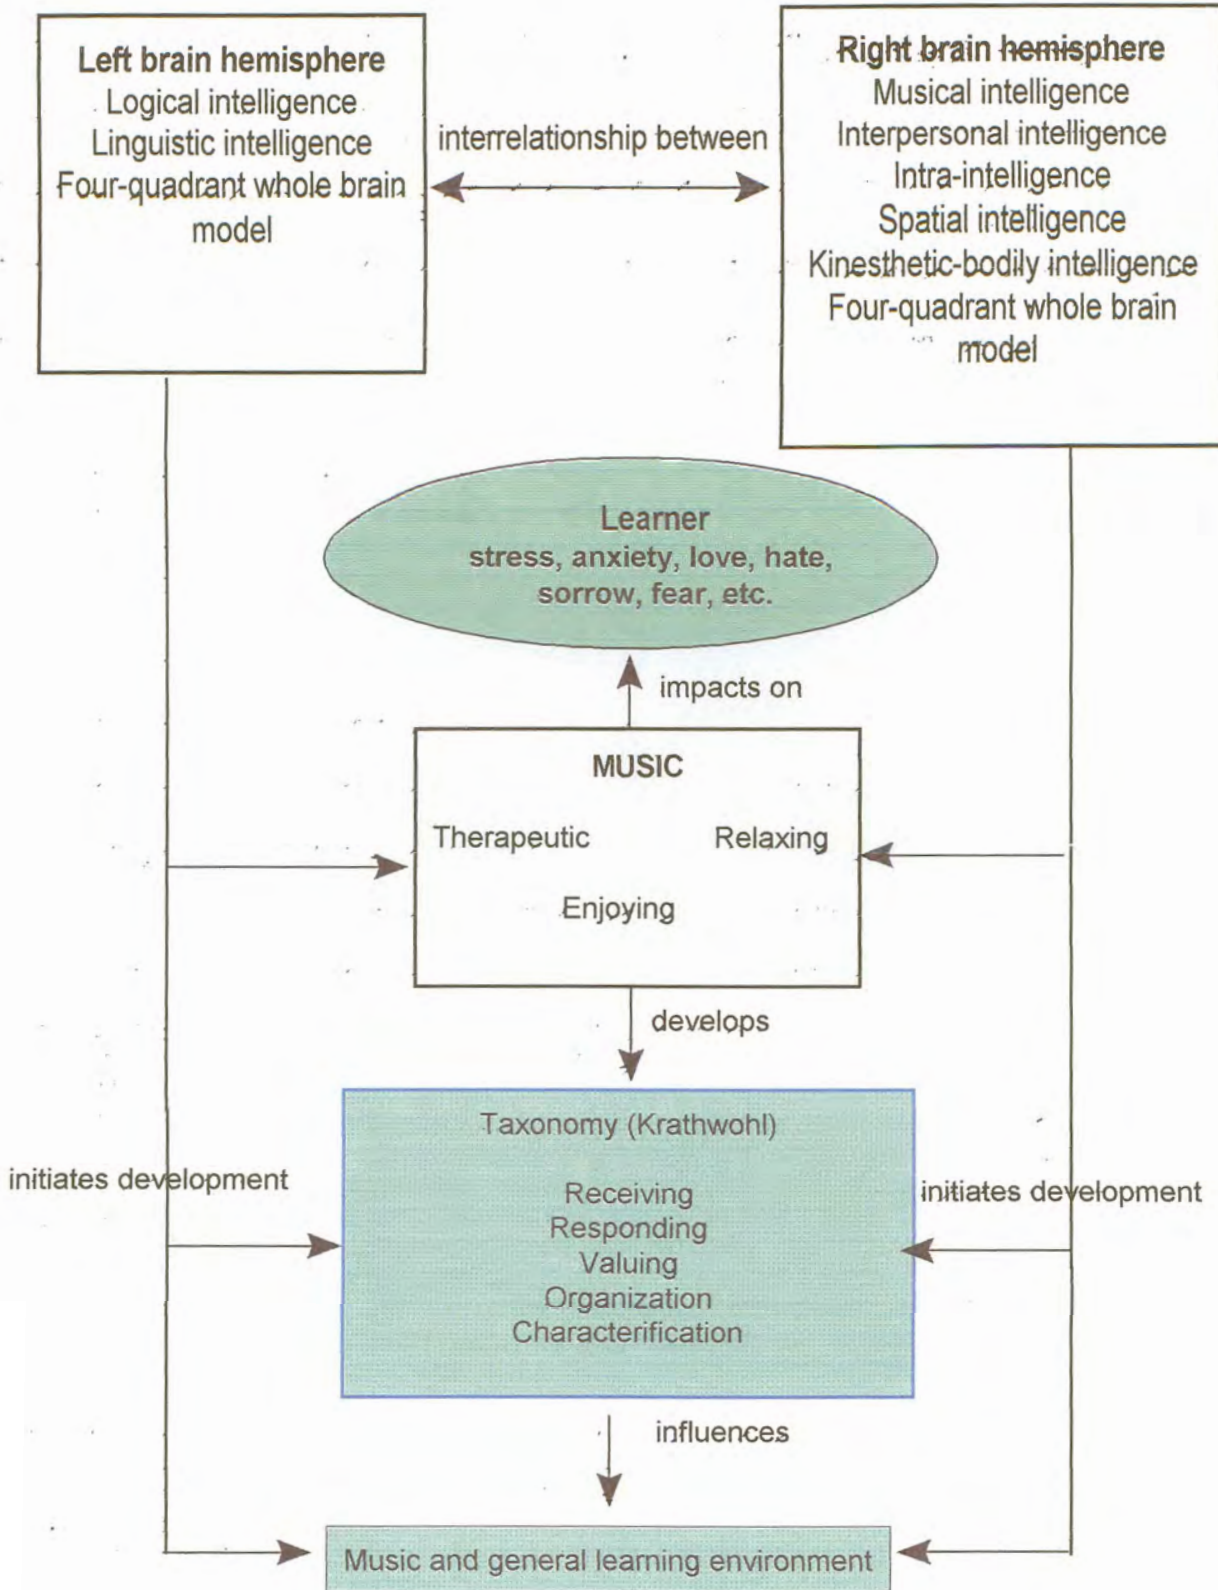 Left brain hemisphere
Logical intelligence
Linguistic intelligence
Four-quadrant whole brain
model
interrelationship between
Right brain hemisphere
Musical intelligence
Interpersonal intelligence
Intra-intelligence
Spatial intelligence
Kinesthetic-bodily intelligence
Four-quadrant whole brain
model
Learner
stress, anxiety, love, hate,
sorrow, fear, etc.
impacts on
MUSIC
Therapeutic
Relaxing
Enjoying
develops
Taxonomy (Krathwohl)
Receiving
Responding
Valuing
Organization
Characterification
initiates development
initiates development
influences
Music and general learning environment